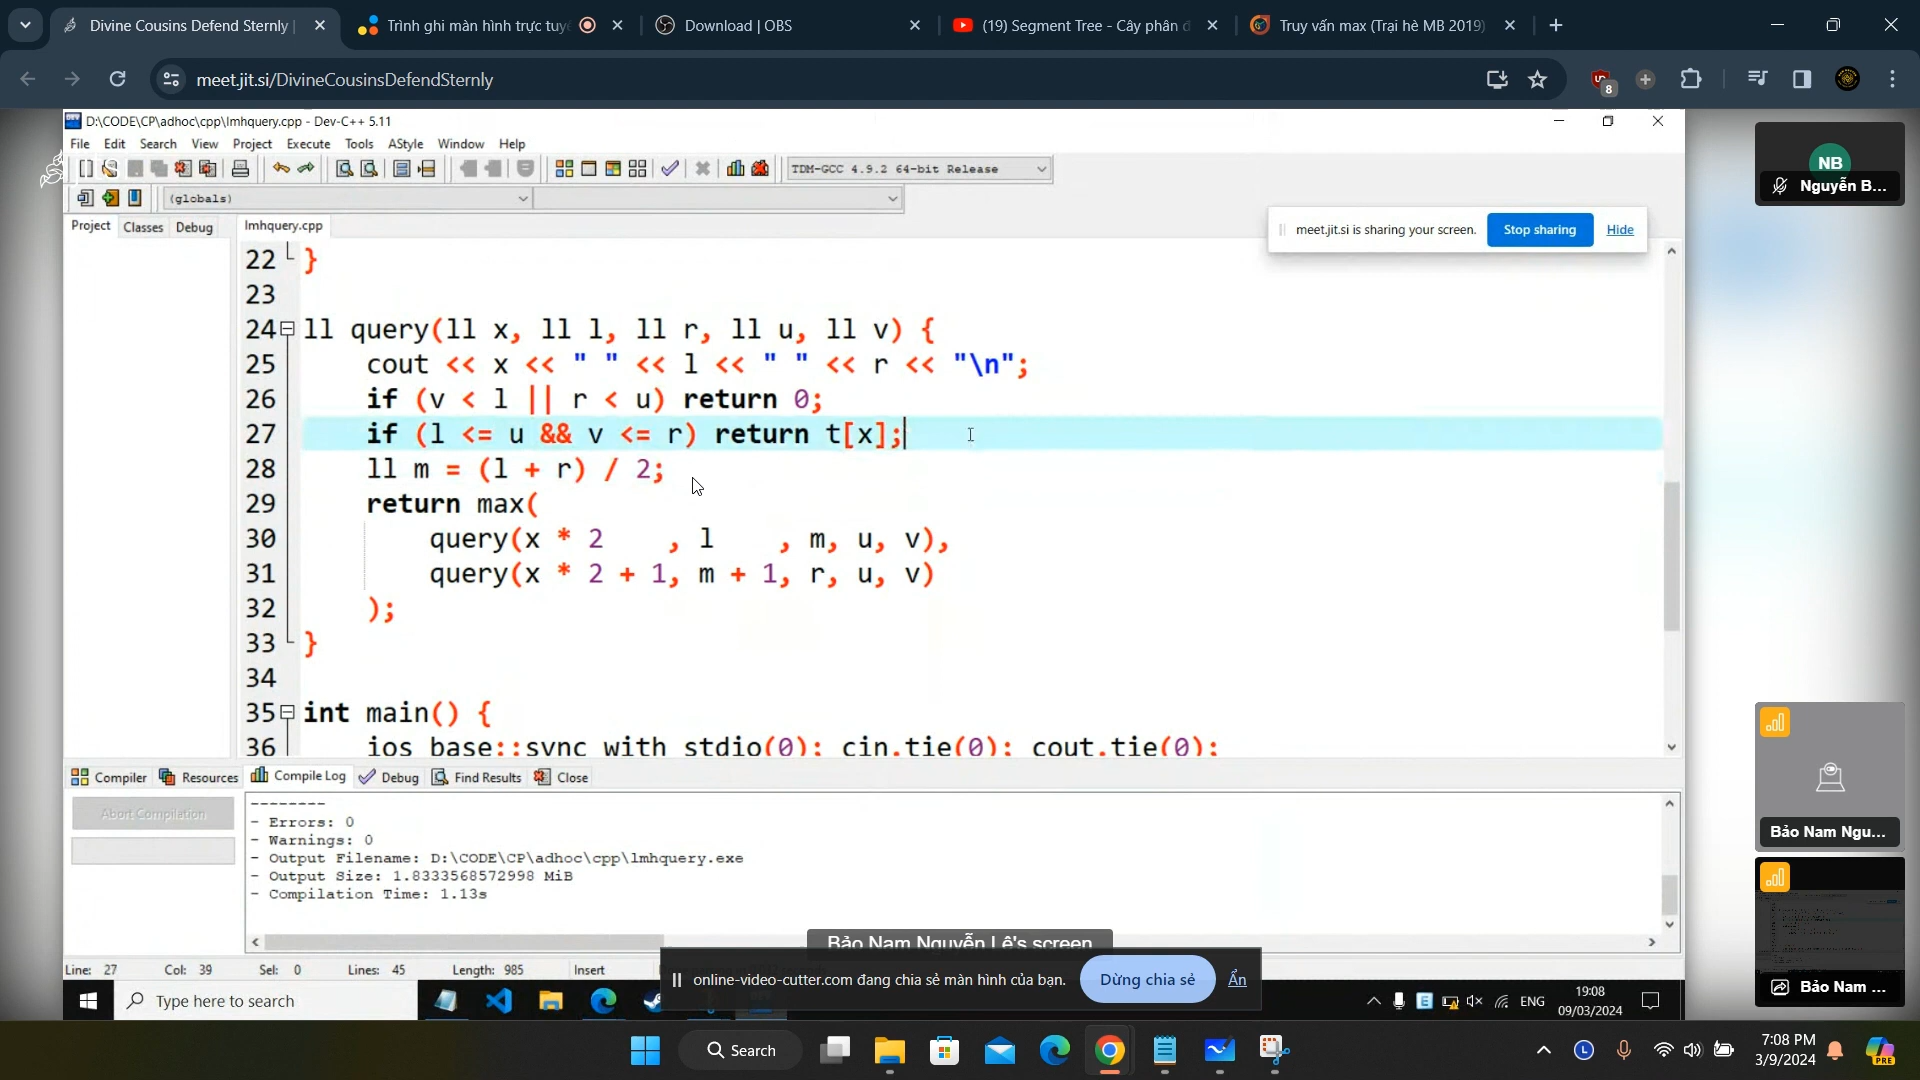 Divine Cousins Defend Sternly |
Trình ghi màn hình trực tuyế
Download | OBS
(19) Segment Tree - Cây phân đ
Truy vấn max (Trại hè MB 2019)
meet.jit.si/DivineCousinsDefendSternly
8
D:\CODE\CP\adhoc\cpp\lmhquery.cpp - Dev-C++ 5.11
File Edit Search View Project Execute Tools AStyle Window Help
TDM-GCC 4.9.2 64-bit Release
(globals)
Project Classes Debug
lmhquery.cpp
meet.jit.si is sharing your screen. Stop sharing Hide
NB
Nguyễn B...
22 }
23
24 ll query(ll x, ll l, ll r, ll u, ll v) {
25 cout << x << " " << l << " " << r << "\n";
26 if (v < l || r < u) return 0;
27 if (l <= u && v <= r) return t[x];
28 ll m = (l + r) / 2;
29 return max(
30 query(x * 2 , l , m, u, v),
31 query(x * 2 + 1, m + 1, r, u, v)
32 );
33 }
34
35 int main() {
36 ios_base::sync_with_stdio(0); cin.tie(0); cout.tie(0);
Compiler Resources Compile Log Debug Find Results Close
Abort Compilation
--------
- Errors: 0
- Warnings: 0
- Output Filename: D:\CODE\CP\adhoc\cpp\lmhquery.exe
- Output Size: 1.8333568572998 MiB
- Compilation Time: 1.13s
Bảo Nam Ngu...
Bảo Nam ...
Bảo Nam Nguyễn Lê's screen
Line: 27 Col: 39 Sel: 0 Lines: 45 Length: 985 Insert
online-video-cutter.com đang chia sẻ màn hình của bạn. Dừng chia sẻ Ẩn
Type here to search
ENG
19:08
09/03/2024
Search
L
7:08 PM
3/9/2024
PRE